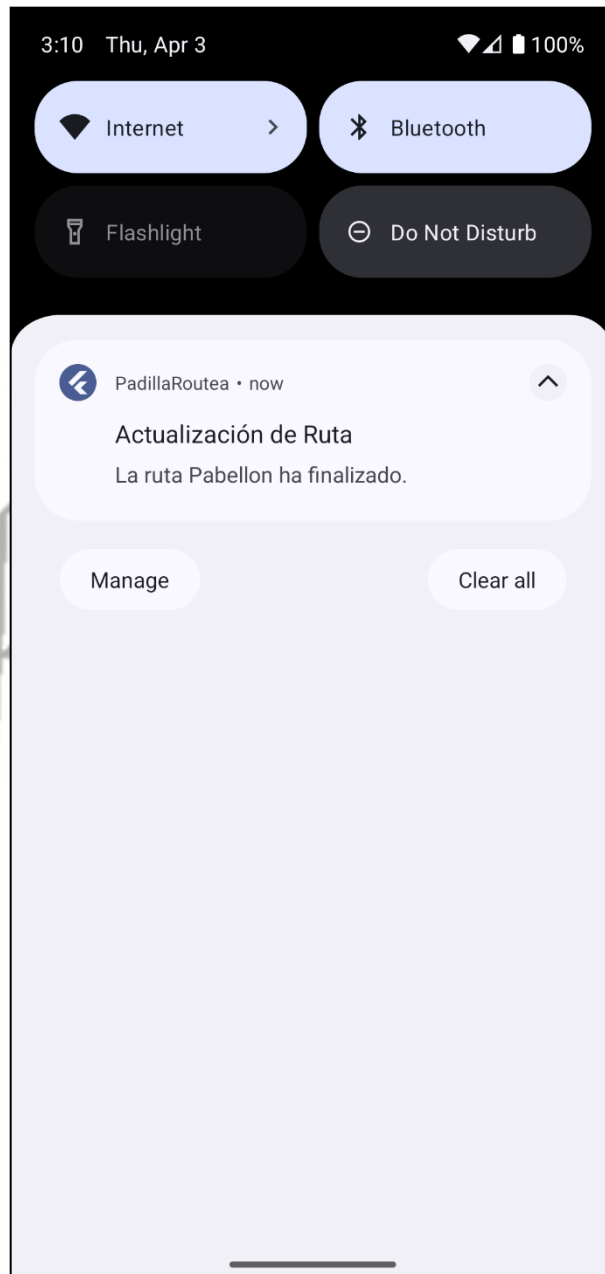 3:10 Thu, Apr 3 100%
Internet Bluetooth
Flashlight Do Not Disturb
PadillaRoutea • now
Actualización de Ruta
La ruta Pabellon ha finalizado.
Manage Clear all